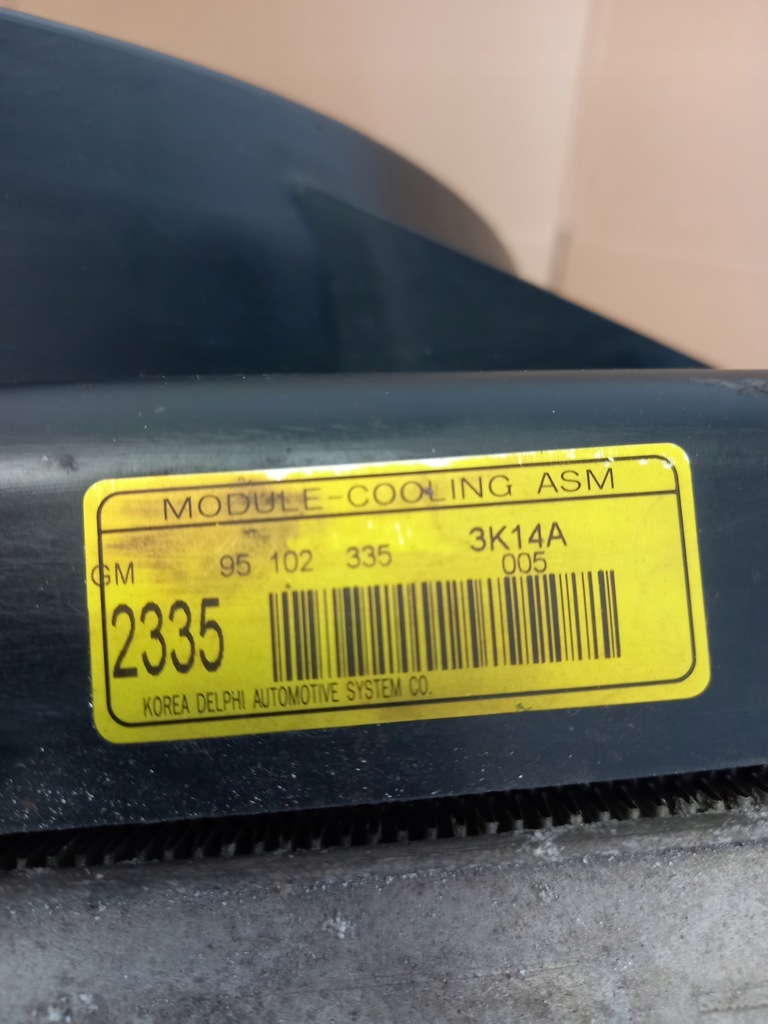 MODULE-COOLING ASM
GM 95 102 335 3K14A
005
2335
KOREA DELPHI AUTOMOTIVE SYSTEM CO.